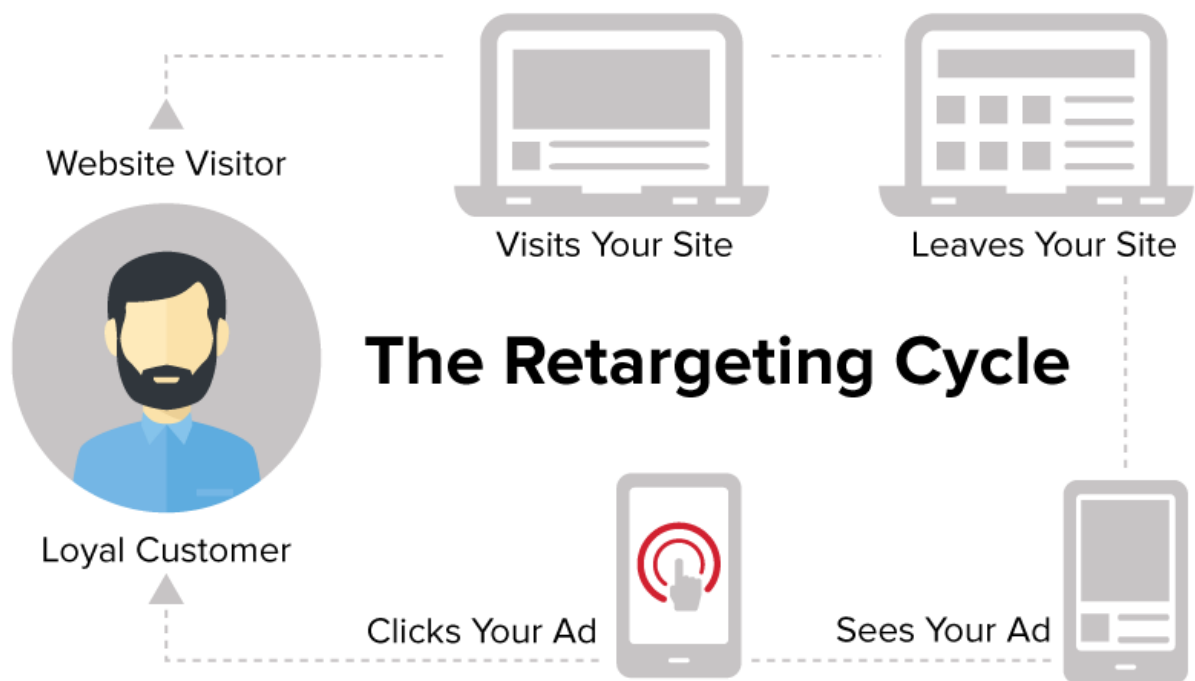 Website Visitor
Visits Your Site
Leaves Your Site
The Retargeting Cycle
Loyal Customer
Clicks Your Ad
Sees Your Ad